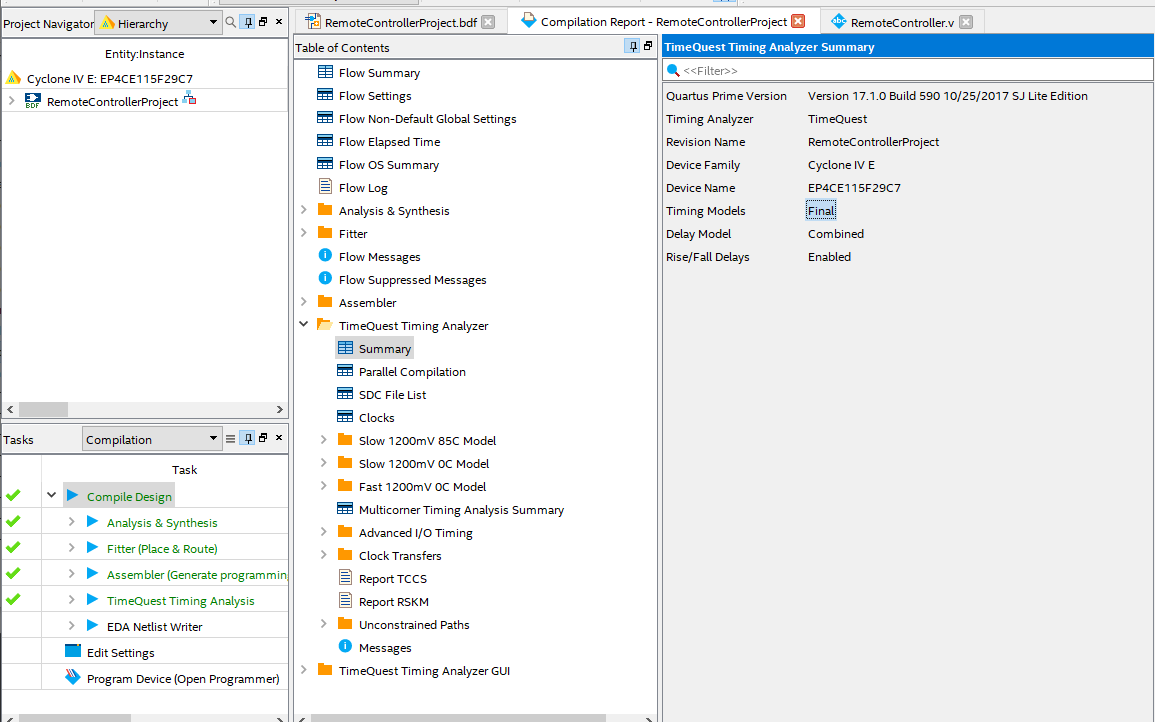 Project Navigator Hierarchy
Entity:Instance
Cyclone IV E: EP4CE115F29C7
BDF RemoteControllerProject
Tasks Compilation
Task
Compile Design
Analysis & Synthesis
Fitter (Place & Route)
Assembler (Generate programmin
TimeQuest Timing Analysis
EDA Netlist Writer
Edit Settings
Program Device (Open Programmer)
RemoteControllerProject.bdf
Compilation Report - RemoteControllerProject
abc RemoteController.v
Table of Contents
Flow Summary
Flow Settings
Flow Non-Default Global Settings
Flow Elapsed Time
Flow OS Summary
Flow Log
Analysis & Synthesis
Fitter
Flow Messages
Flow Suppressed Messages
Assembler
TimeQuest Timing Analyzer
Summary
Parallel Compilation
SDC File List
Clocks
Slow 1200mV 85C Model
Slow 1200mV 0C Model
Fast 1200mV 0C Model
Multicorner Timing Analysis Summary
Advanced I/O Timing
Clock Transfers
Report TCCS
Report RSKM
Unconstrained Paths
Messages
TimeQuest Timing Analyzer GUI
TimeQuest Timing Analyzer Summary
<<Filter>>
Quartus Prime Version Version 17.1.0 Build 590 10/25/2017 SJ Lite Edition
Timing Analyzer TimeQuest
Revision Name RemoteControllerProject
Device Family Cyclone IV E
Device Name EP4CE115F29C7
Timing Models Final
Delay Model Combined
Rise/Fall Delays Enabled